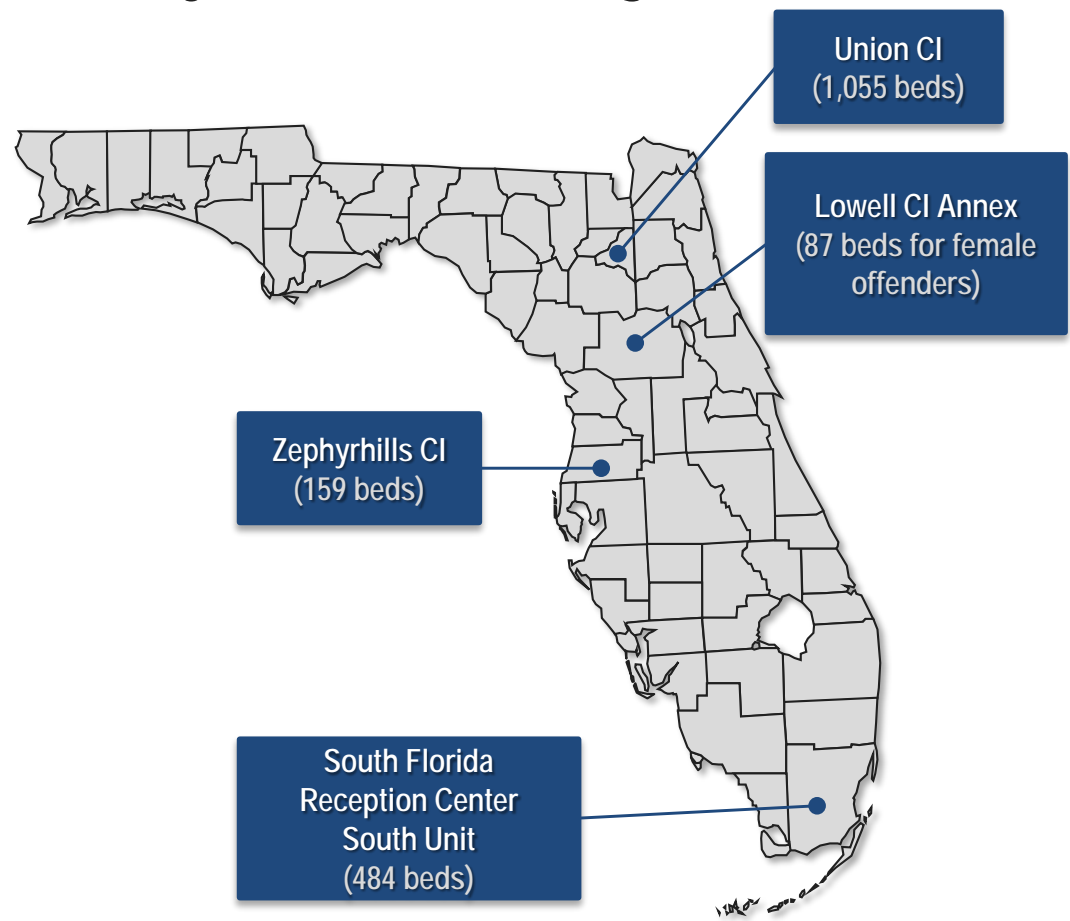 Union CI
(1,055 beds)
Lowell CI Annex
(87 beds for female
offenders)
Zephyrhills CI
(159 beds)
South Florida
Reception Center
South Unit
(484 beds)